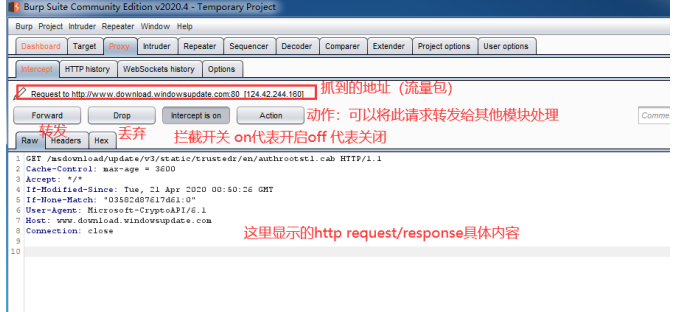 Burp Suite Community Edition v2020.4 - Temporary Project
Burp Project Intruder Repeater Window Help
Dashboard Target Proxy Intruder Repeater Sequencer Decoder Comparer Extender Project options User options
Intercept HTTP history WebSockets history Options
Request to http://www.download.windowsupdate.com:80 [124.42.244.160] 抓到的地址（流量包）
Forward Drop Intercept is on Action 动作：可以将此请求转发给其他模块处理
转发 丢弃 拦截开关 on代表开启off 代表关闭
Raw Headers Hex
1 GET /msdownload/update/v3/static/trustedr/en/authrootstl.cab HTTP/1.1
2 Cache-Control: max-age = 3600
3 Accept: */*
4 If-Modified-Since: Tue, 21 Apr 2020 00:50:26 GMT
5 If-None-Match: "03582d87617d61:0"
6 User-Agent: Microsoft-CryptoAPI/6.1
7 Host: www.download.windowsupdate.com
8 Connection: close
这里显示的http request/response具体内容
9
10